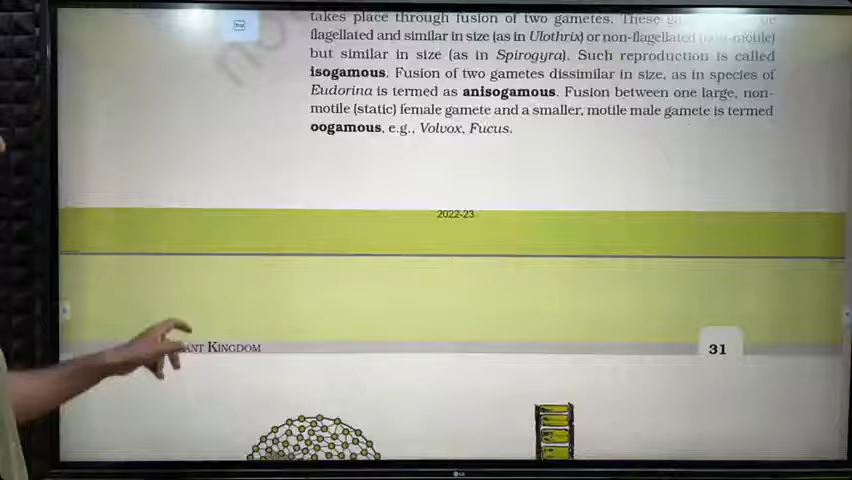 takes place through fusion of two gametes. These
flagellated and similar in size (as in Ulothrix) or non-flagellated (non-motile)
but similar in size (as in Spirogyra). Such reproduction is called
isogamous. Fusion of two gametes dissimilar in size, as in species of
Eudorina is termed as anisogamous. Fusion between one large, non-
motile (static) female gamete and a smaller, motile male gamete is termed
oogamous, e.g., Volvox, Fucus.
2022-23
ANT KINGDOM
31
LG